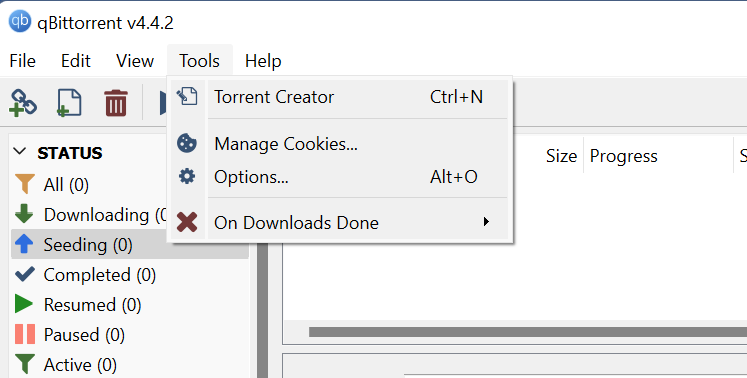 qb qBittorrent v4.4.2
File Edit View Tools Help
Torrent Creator Ctrl+N
Manage Cookies...
Options... Alt+O
On Downloads Done
Size Progress
STATUS
All (0)
Downloading (
Seeding (0)
Completed (0)
Resumed (0)
Paused (0)
Active (0)